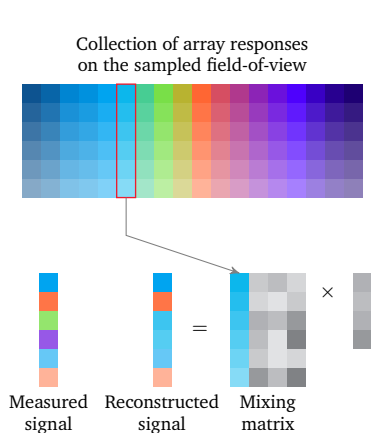 Collection of array responses
on the sampled field-of-view
=
×
Measured
signal
Reconstructed
signal
Mixing
matrix